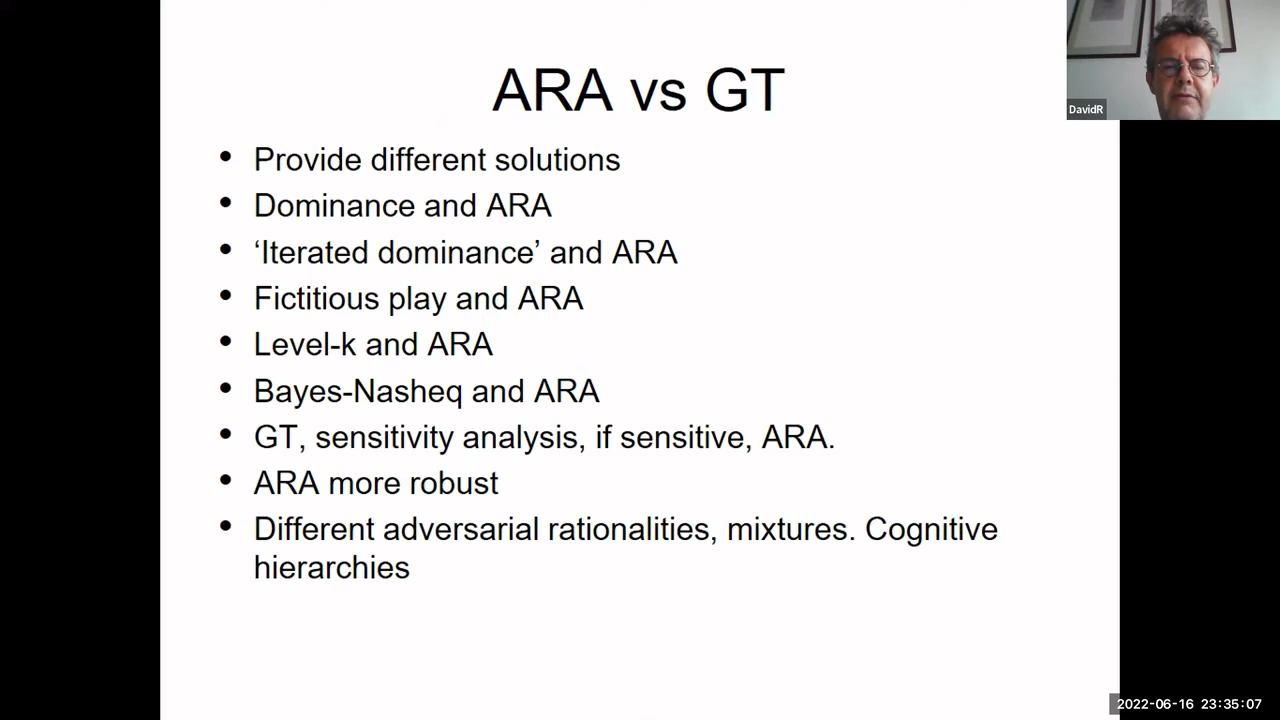 ARA vs GT
DavidR
• Provide different solutions
• Dominance and ARA
• ‘Iterated dominance’ and ARA
• Fictitious play and ARA
• Level-k and ARA
• Bayes-Nasheq and ARA
• GT, sensitivity analysis, if sensitive, ARA.
• ARA more robust
• Different adversarial rationalities, mixtures. Cognitive
hierarchies
2022-06-16 23:35:07